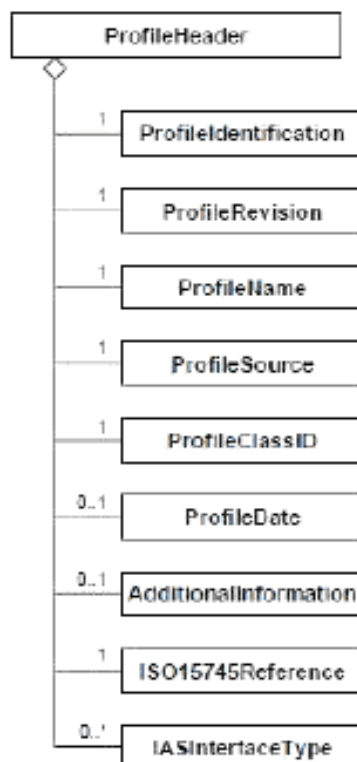 ProfileHeader
1
ProfileIdentification
1
ProfileRevision
1
ProfileName
1
ProfileSource
1
ProfileClassID
0..1
ProfileDate
0..1
AdditionalInformation
1
ISO15745Reference
0..*
IASInterfaceType